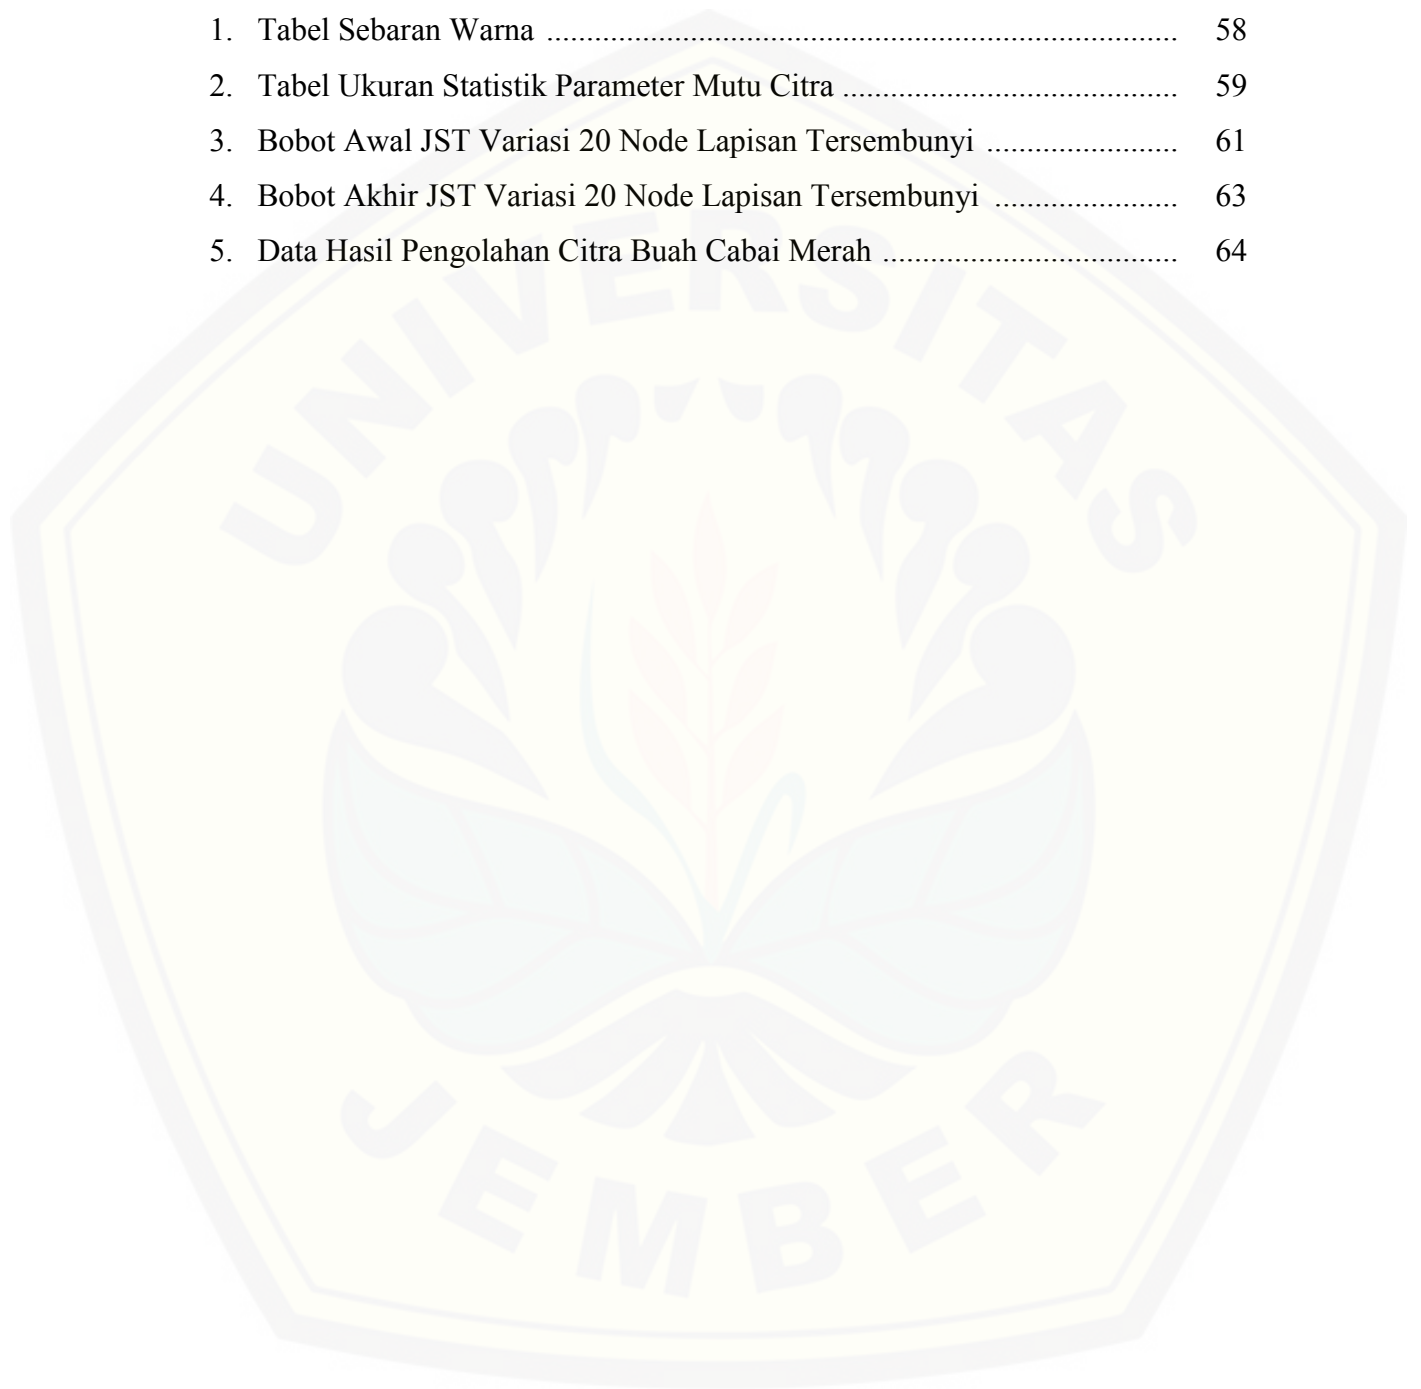 1. Tabel Sebaran Warna ........................................................................... 58
2. Tabel Ukuran Statistik Parameter Mutu Citra ........................................ 59
3. Bobot Awal JST Variasi 20 Node Lapisan Tersembunyi ....................... 61
4. Bobot Akhir JST Variasi 20 Node Lapisan Tersembunyi ...................... 63
5. Data Hasil Pengolahan Citra Buah Cabai Merah ................................... 64
UNIVERSITAS
JEMBER